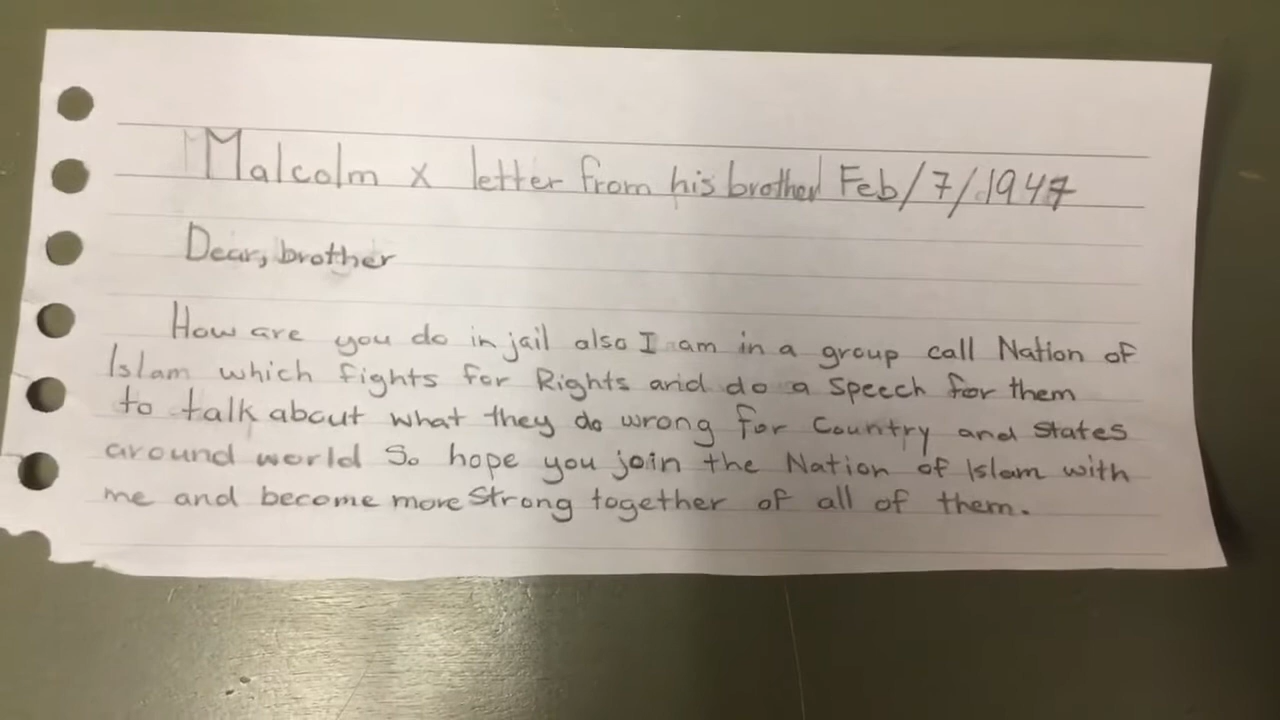 Malcolm x letter from his brother Feb/7/1947
Dear, brother
How are you do in jail also I am in a group call Nation of
Islam which fights for Rights and do a speech for them
to talk about what they do wrong for Country and states
around world So hope you join the Nation of Islam with
me and become more strong together of all of them.